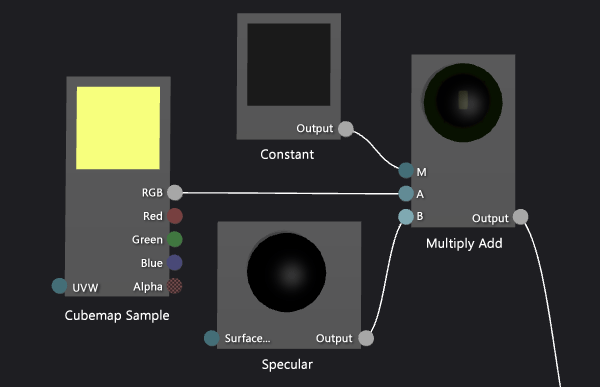 Output
Constant
RGB
Red
Green
Blue
UVW
Alpha
Cubemap Sample
M
A
B
Output
Multiply Add
Surface...
Output
Specular